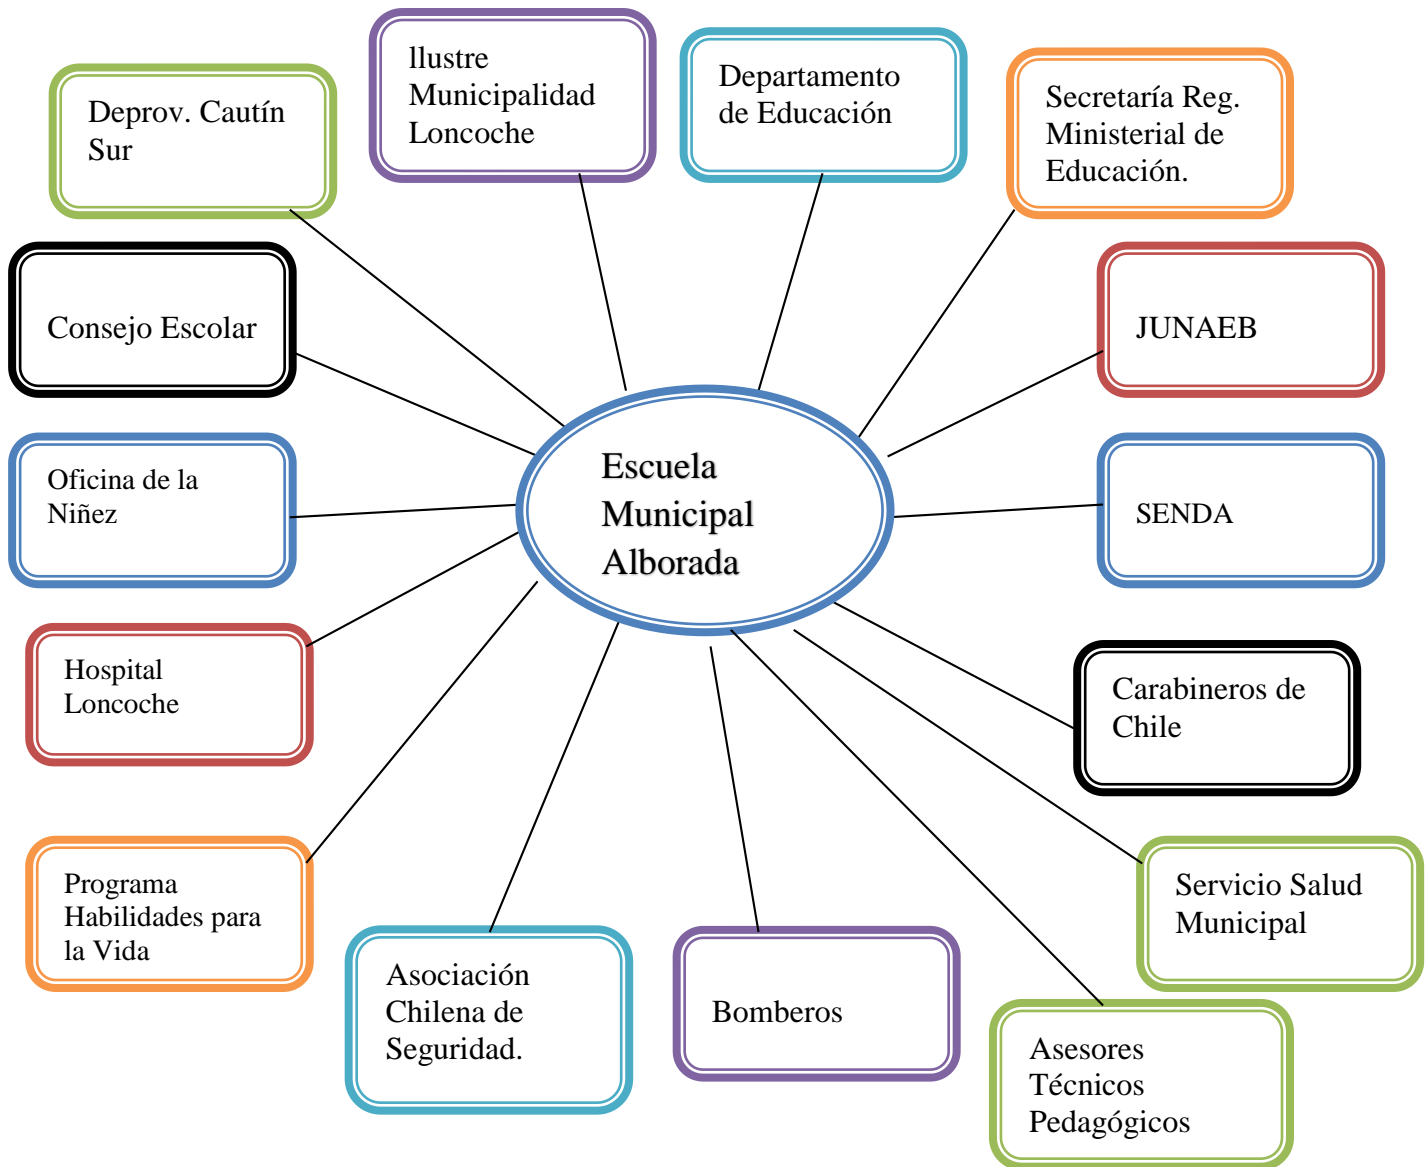 llustre
Municipalidad
Loncoche
Departamento
de Educación
Deprov. Cautín
Sur
Secretaría Reg.
Ministerial de
Educación.
Consejo Escolar
JUNAEB
Escuela
Municipal
Alborada
Oficina de la
Niñez
SENDA
Hospital
Loncoche
Carabineros de
Chile
Programa
Habilidades para
la Vida
Servicio Salud
Municipal
Asociación
Chilena de
Seguridad.
Bomberos
Asesores
Técnicos
Pedagógicos